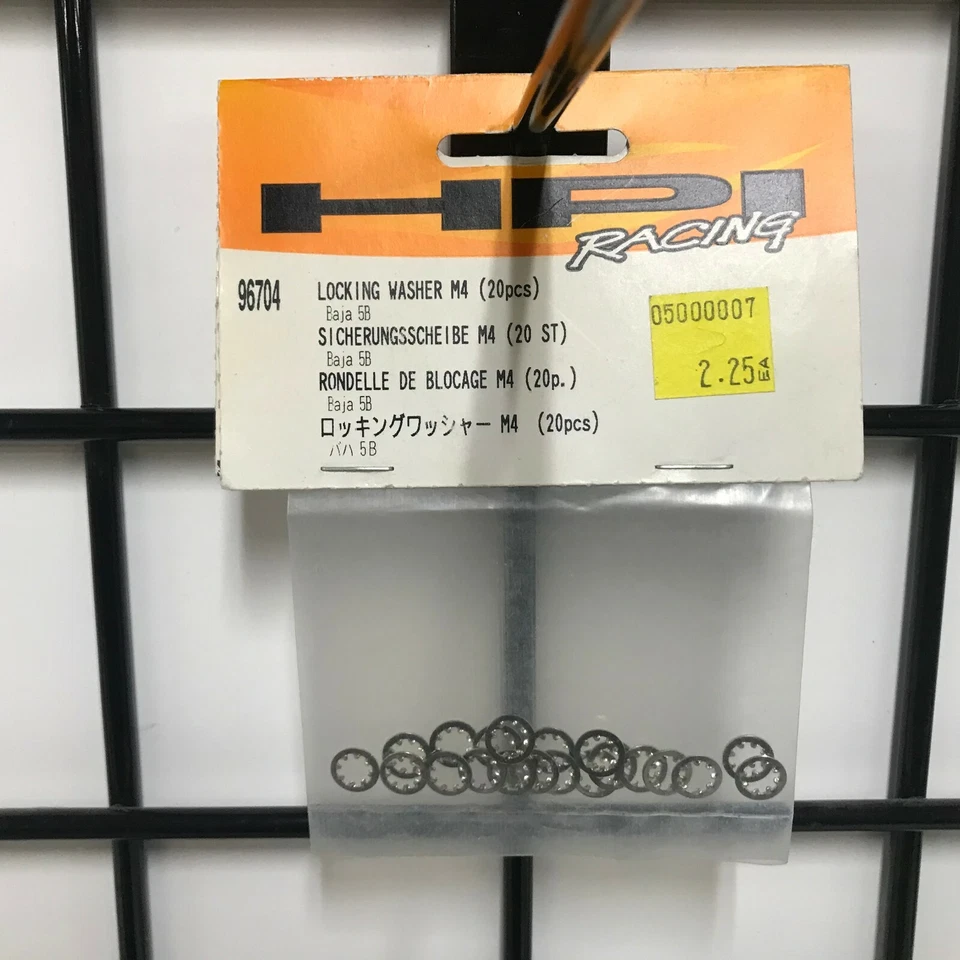 HPI
RACING
96704
LOCKING WASHER M4 (20pcs)
Baja 5B
SICHERUNGSSCHEIBE M4 (20 ST)
Baja 5B
RONDELLE DE BLOCAGE M4 (20p.)
Baja 5B
ロッキングワッシャー M4 (20pcs)
バハ 5B
05000007
2.25 EA